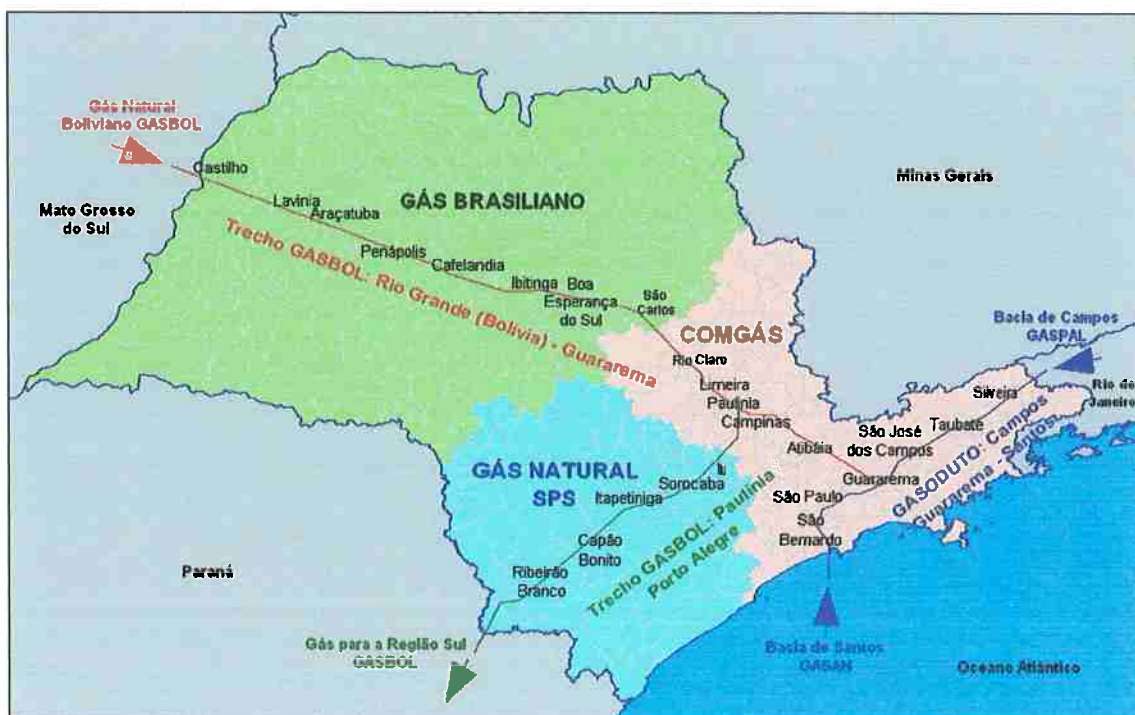 Gás Natural
Boliviano GASBOL
Castilho
Mato Grosso
do Sul
Lavinia
Araçatuba
GÁS BRASILIANO
Minas Gerais
Penápolis
Cafelandia
Trecho GASBOL: Rio Grande (Bolívia) - Guararema
Ibitinga
Boa
Esperança
do Sul
São
Carlos
COMGÁS
Bacia de Campos
GASPAL
Rio Claro
Limeira
Paulinia
Campinas
Silveira
Rio de
Janeiro
Taubaté
São José
dos Campos
Atibáia
Guararema
GASODUTO: Campos
Guararema - Santos
GÁS NATURAL
SPS
Itu
Sorocaba
Itapetiniga
São Paulo
São
Bernardo
Capão
Bonito
Ribeirão
Branco
Trecho GASBOL: Paulínia
Porto Alegre
Paraná
Gás para a Região Sul
GASBOL
Bacia de Santos
GASAN
Oceano Atlântico